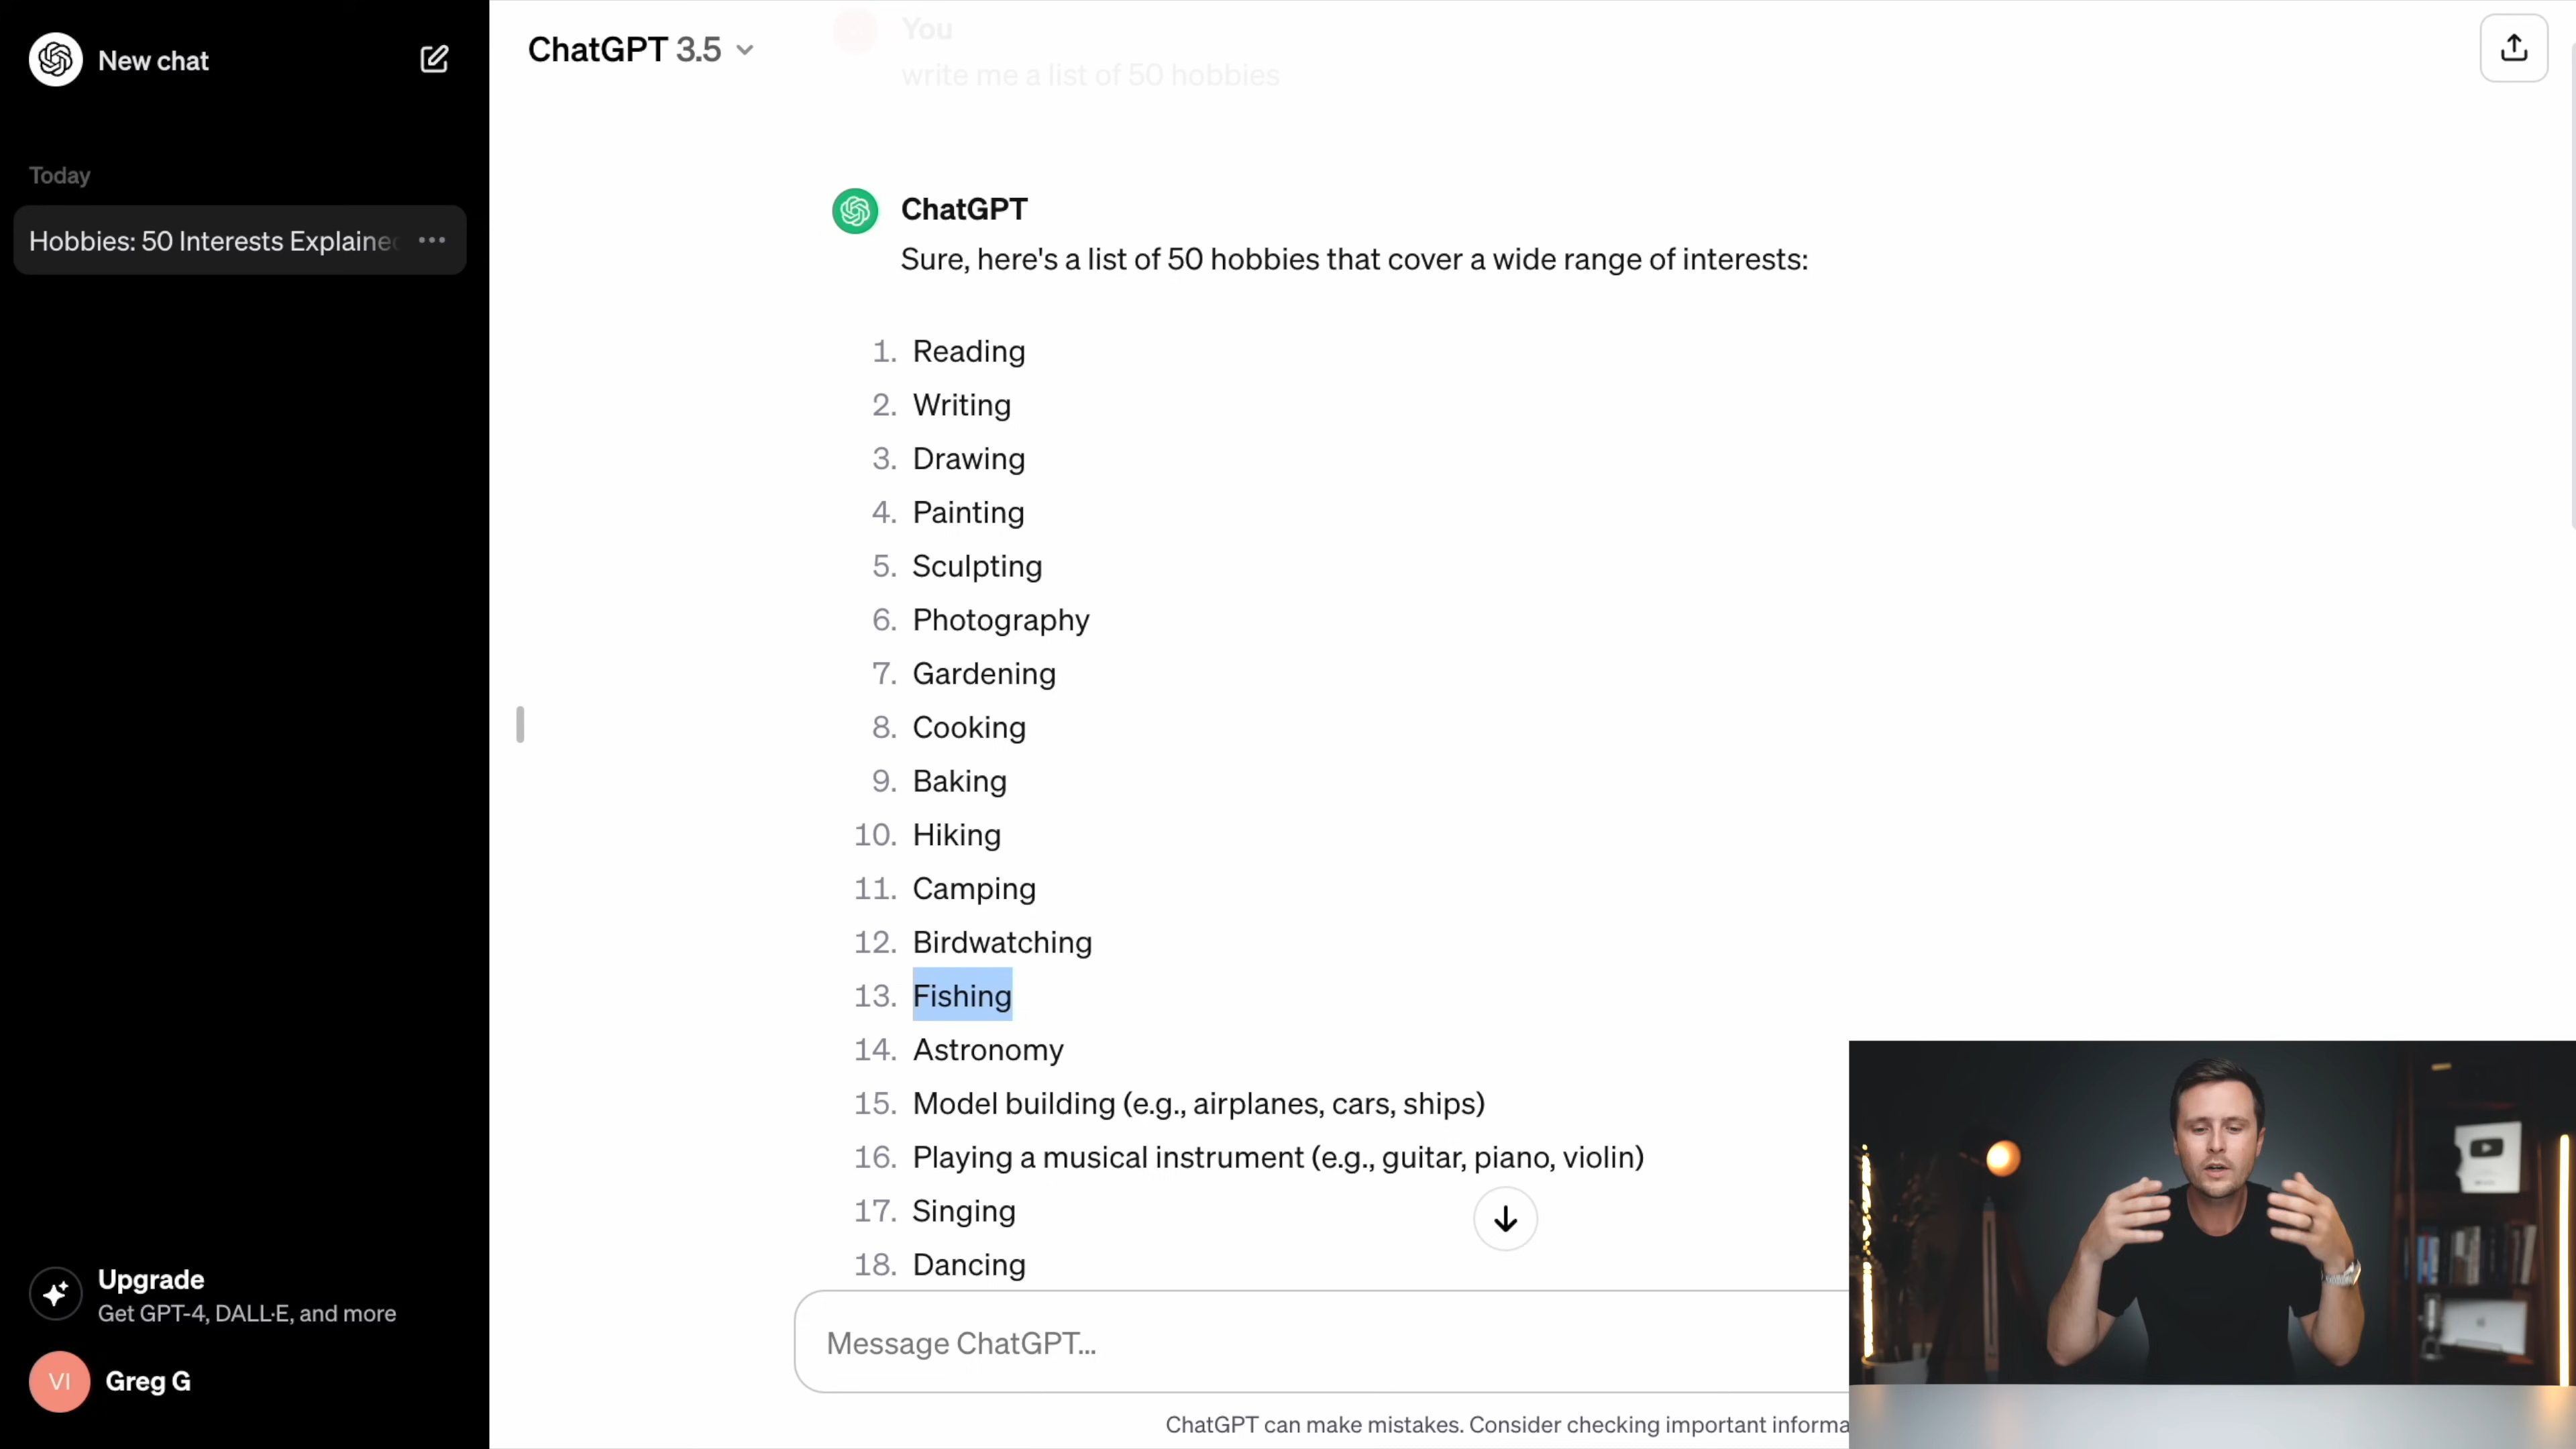 New chat
Today
Hobbies: 50 Interests Explained
Upgrade
Get GPT-4, DALL·E, and more
VI
Greg G
ChatGPT 3.5
You
write me a list of 50 hobbies
ChatGPT
Sure, here's a list of 50 hobbies that cover a wide range of interests:
1. Reading
2. Writing
3. Drawing
4. Painting
5. Sculpting
6. Photography
7. Gardening
8. Cooking
9. Baking
10. Hiking
11. Camping
12. Birdwatching
13. Fishing
14. Astronomy
15. Model building (e.g., airplanes, cars, ships)
16. Playing a musical instrument (e.g., guitar, piano, violin)
17. Singing
18. Dancing
Message ChatGPT...
ChatGPT can make mistakes. Consider checking important informa